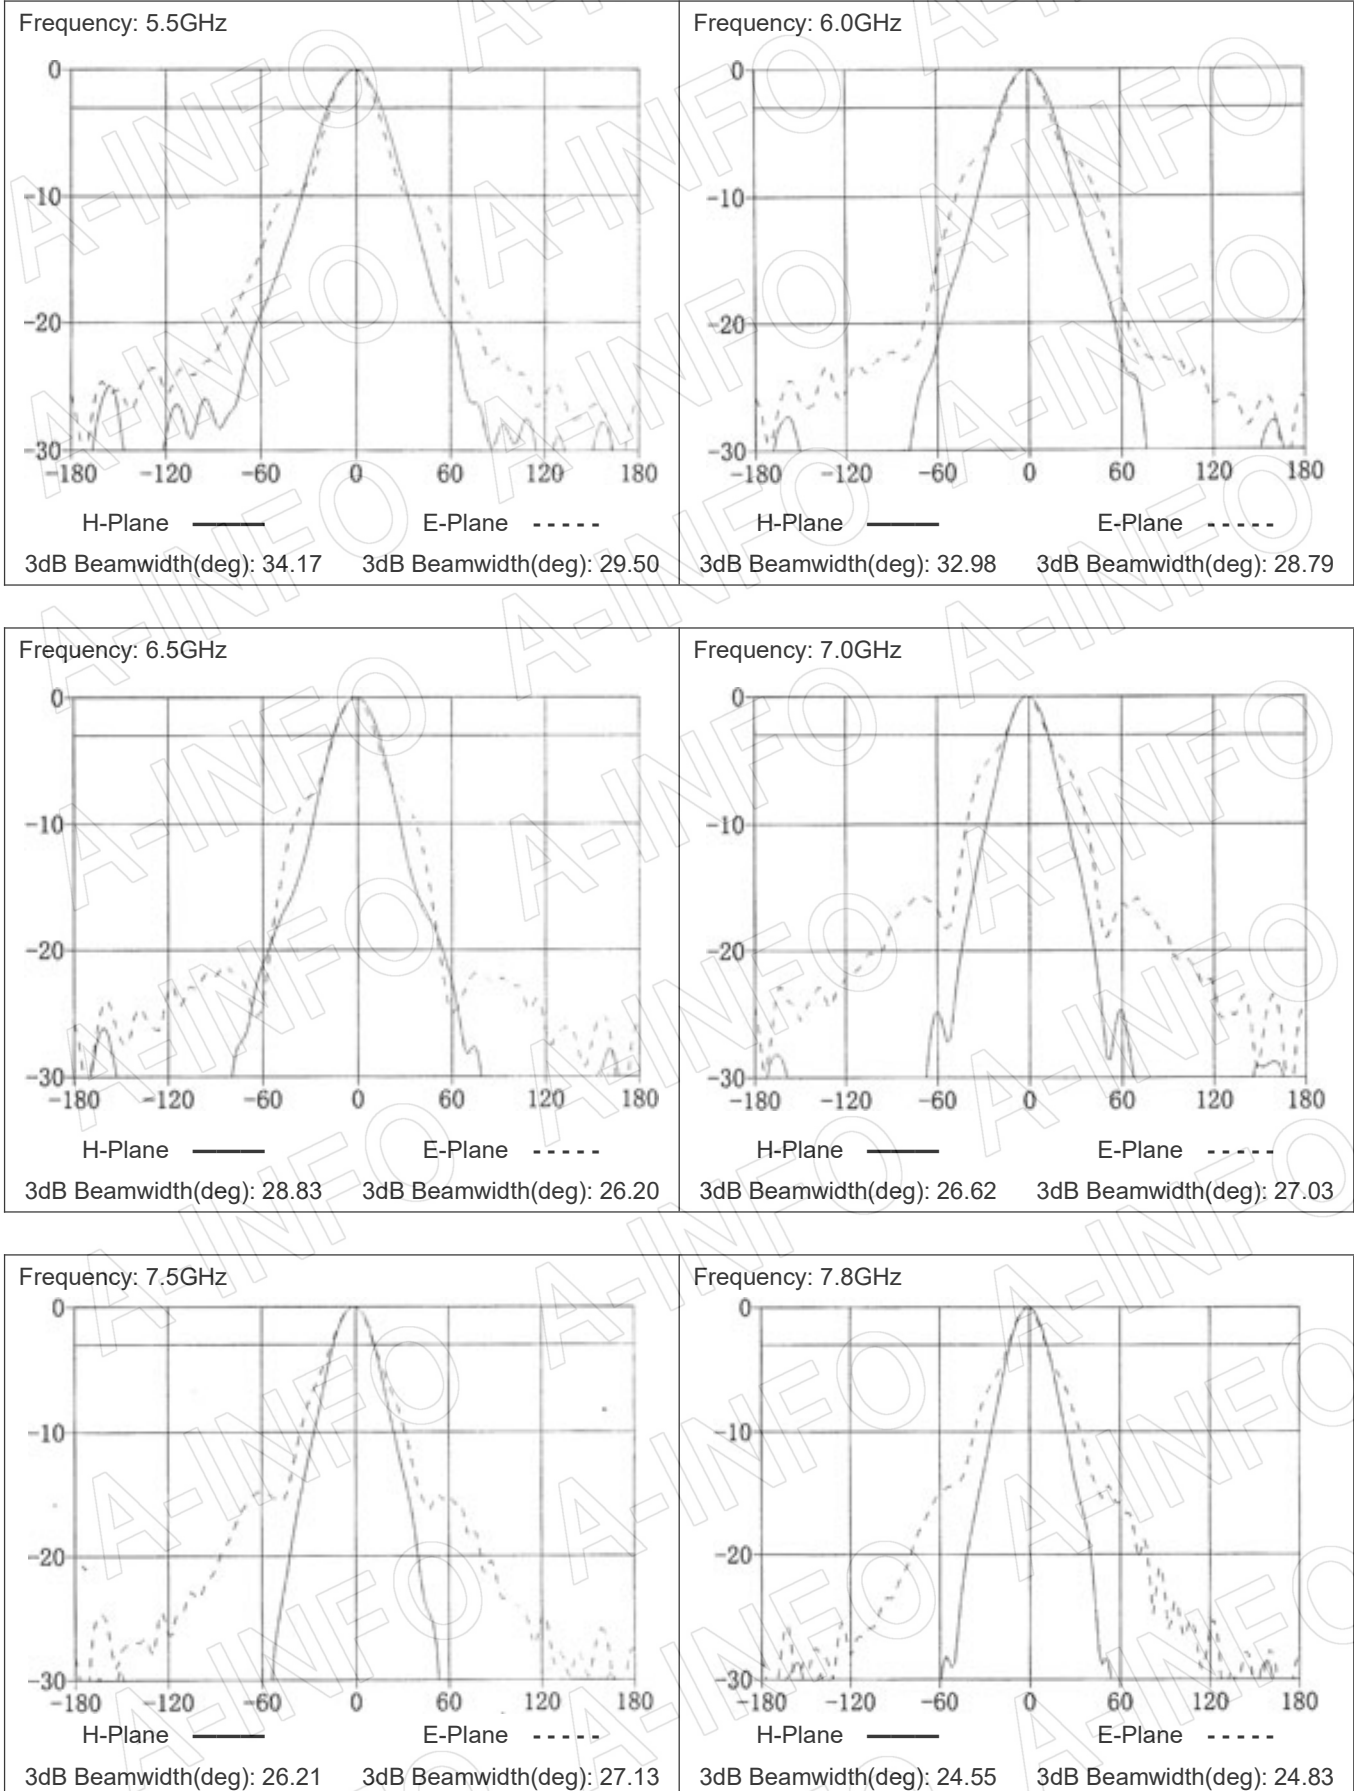 Frequency: 5.5GHz
0
-10
-20
-30
-180 -120 -60 0 60 120 180
H-Plane E-Plane
3dB Beamwidth(deg): 34.17 3dB Beamwidth(deg): 29.50
Frequency: 6.0GHz
0
-10
-20
-30
-180 -120 -60 0 60 120 180
H-Plane E-Plane
3dB Beamwidth(deg): 32.98 3dB Beamwidth(deg): 28.79
Frequency: 6.5GHz
0
-10
-20
-30
-180 -120 -60 0 60 120 180
H-Plane E-Plane
3dB Beamwidth(deg): 28.83 3dB Beamwidth(deg): 26.20
Frequency: 7.0GHz
0
-10
-20
-30
-180 -120 -60 0 60 120 180
H-Plane E-Plane
3dB Beamwidth(deg): 26.62 3dB Beamwidth(deg): 27.03
Frequency: 7.5GHz
0
-10
-20
-30
-180 -120 -60 0 60 120 180
H-Plane E-Plane
3dB Beamwidth(deg): 26.21 3dB Beamwidth(deg): 27.13
Frequency: 7.8GHz
0
-10
-20
-30
-180 -120 -60 0 60 120 180
H-Plane E-Plane
3dB Beamwidth(deg): 24.55 3dB Beamwidth(deg): 24.83
A-INFO